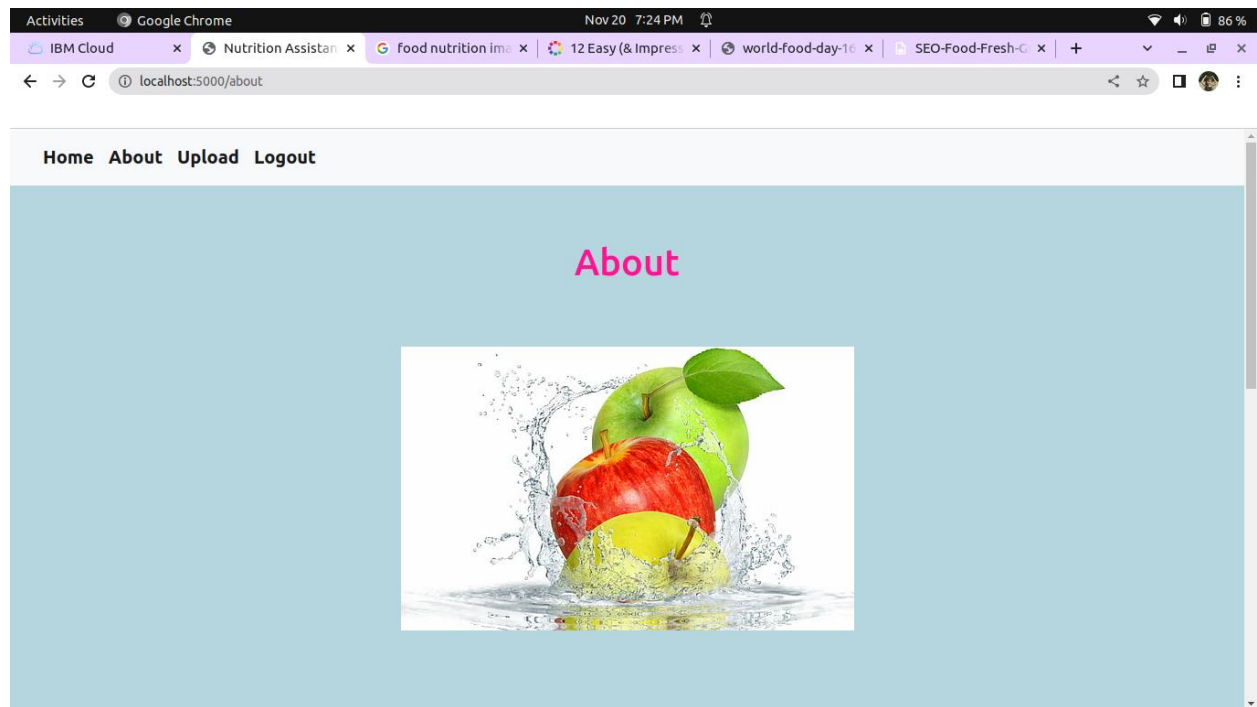 Activities Google Chrome Nov 20 7:24 PM 86 %
IBM Cloud Nutrition Assistan food nutrition ima 12 Easy (& Impress world-food-day-16 SEO-Food-Fresh-G
localhost:5000/about
Home About Upload Logout
About